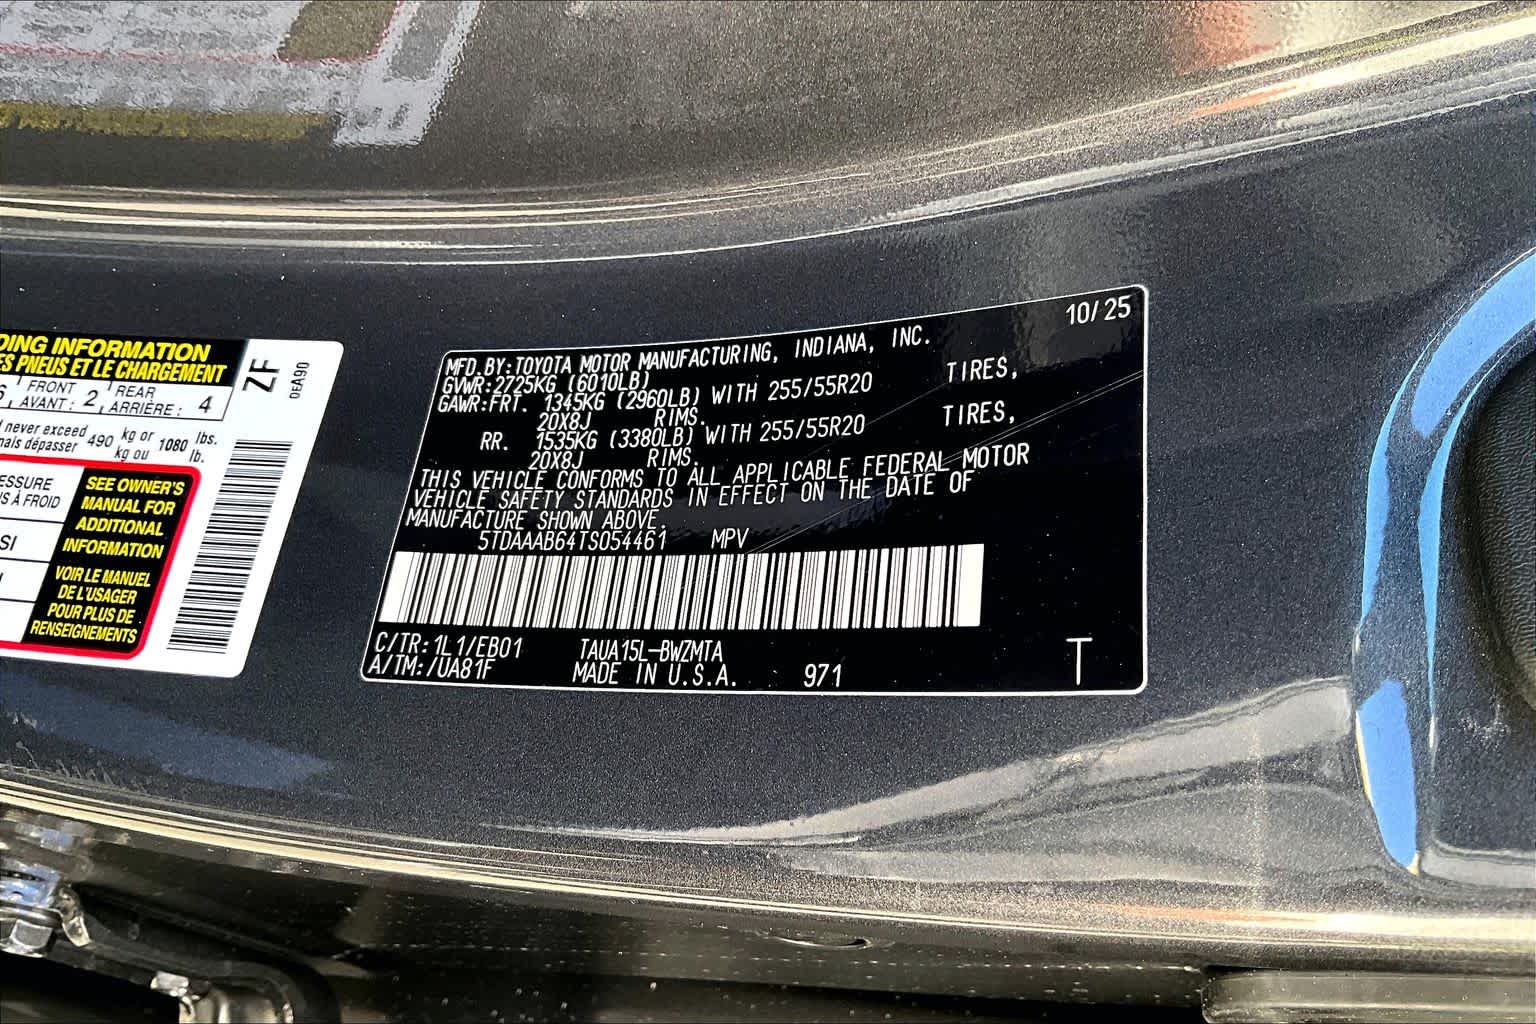 DING INFORMATION
ES PNEUS ET LE CHARGEMENT
FRONT
AVANT : 2
REAR
ARRIÈRE : 4
never exceed 490 kg or 1080 lbs.
dépasser kg ou lb.
ESSURE
À FROID
SI
SEE OWNER'S
MANUAL FOR
ADDITIONAL
INFORMATION
VOIR LE MANUEL
DE L'USAGER
POUR PLUS DE
RENSEIGNEMENTS
ZF
0EA90
10/25
MFD.BY:TOYOTA MOTOR MANUFACTURING, INDIANA, INC.
GVWR:2725KG (6010LB)
GAWR:FRT. 1345KG (2960LB) WITH 255/55R20 TIRES,
20X8J RIMS.
RR. 1535KG (3380LB) WITH 255/55R20 TIRES,
20X8J RIMS.
THIS VEHICLE CONFORMS TO ALL APPLICABLE FEDERAL MOTOR
VEHICLE SAFETY STANDARDS IN EFFECT ON THE DATE OF
MANUFACTURE SHOWN ABOVE.
5TDAAAB64TS054461 MPV
C/TR:1L1/EB01 TAUA15L-BWZMTA
A/TM:/UA81F MADE IN U.S.A. 971
T